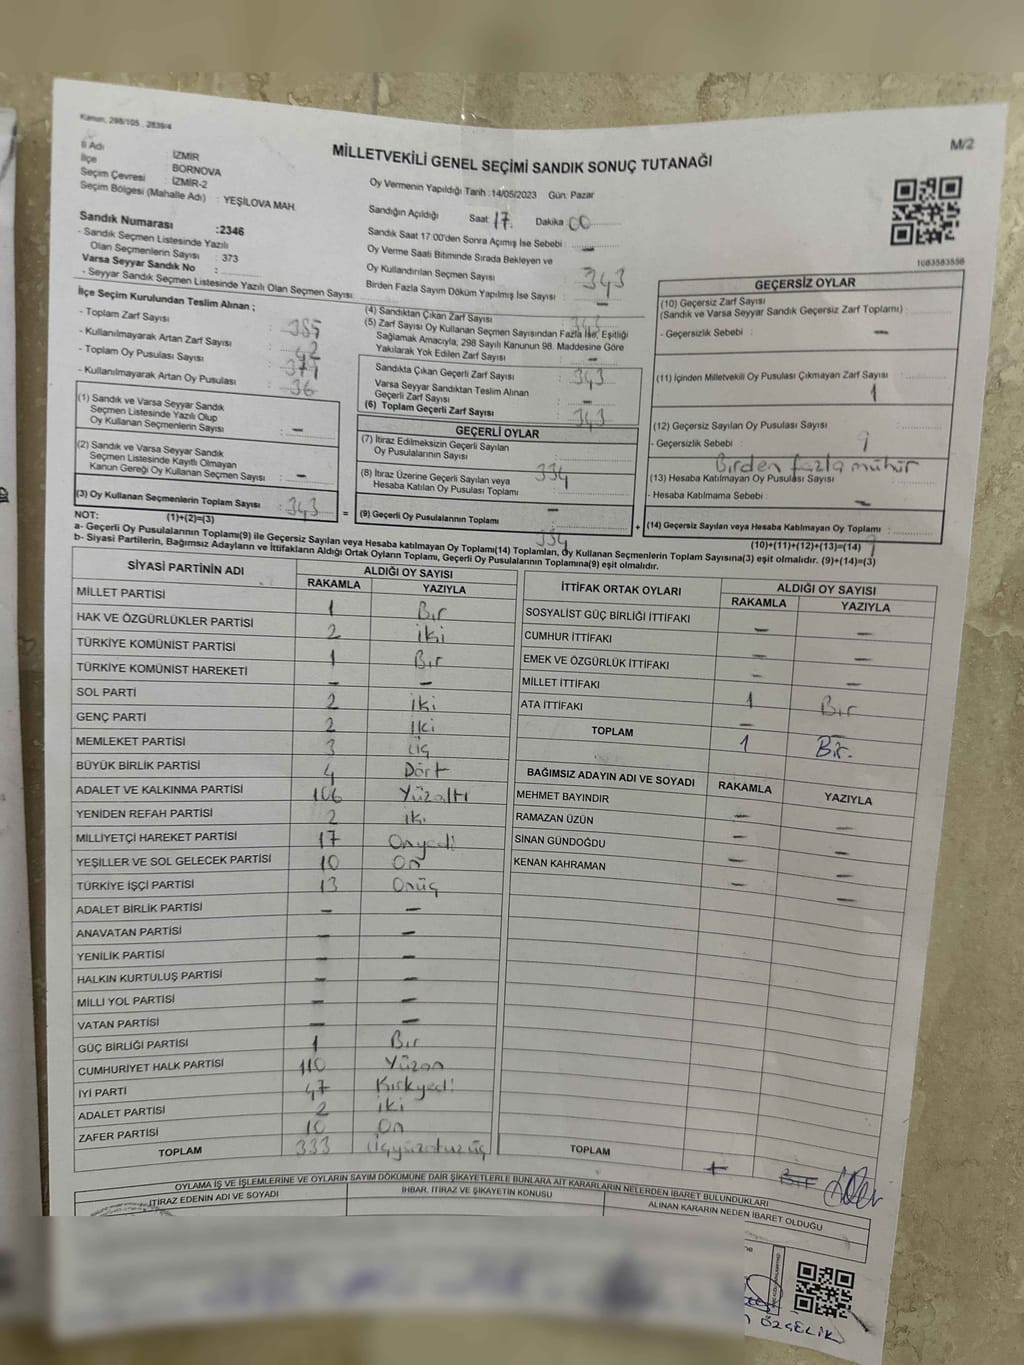 Kanun, 298/105 , 2839/4
M/2
MİLLETVEKİLİ GENEL SEÇİMİ SANDIK SONUÇ TUTANAĞI
İl Adı İZMİR
İlçe BORNOVA
Seçim Çevresi İZMİR-2
Seçim Bölgesi (Mahalle Adı) : YEŞİLOVA MAH.
Sandık Numarası :2346
- Sandık Seçmen Listesinde Yazılı
Olan Seçmenlerin Sayısı : 373
Varsa Seyyar Sandık No :
- Seyyar Sandık Seçmen Listesinde Yazılı Olan Seçmen Sayısı:
Oy Vermenin Yapıldığı Tarih :14/05/2023 Gün: Pazar
Sandığın Açıldığı Saat: 17. Dakika 00
Sandık Saat 17:00'den Sonra Açımış İse Sebebi : -
Oy Verme Saati Bitiminde Sırada Bekleyen ve
Oy Kullandırılan Seçmen Sayısı 343
Birden Fazla Sayım Döküm Yapılmış İse Sayısı : -
1083583556
İlçe Seçim Kurulundan Teslim Alınan ;
- Toplam Zarf Sayısı : 385
- Kullanılmayarak Artan Zarf Sayısı : 42
- Toplam Oy Pusulası Sayısı : 379
- Kullanılmayarak Artan Oy Pusulası : 36
(1) Sandık ve Varsa Seyyar Sandık
Seçmen Listesinde Yazılı Olup
Oy Kullanan Seçmenlerin Sayısı : -
(2) Sandık ve Varsa Seyyar Sandık
Seçmen Listesinde Kayıtlı Olmayan
Kanun Gereği Oy Kullanan Seçmen Sayısı : -
(3) Oy Kullanan Seçmenlerin Toplam Sayısı : 343
(4) Sandıktan Çıkan Zarf Sayısı : 343
(5) Zarf Sayısı Oy Kullanan Seçmen Sayısından Fazla İse, Eşitliği
Sağlamak Amacıyla, 298 Sayılı Kanunun 98. Maddesine Göre
Yakılarak Yok Edilen Zarf Sayısı : -
Sandıkta Çıkan Geçerli Zarf Sayısı : 343
Varsa Seyyar Sandıktan Teslim Alınan
Geçerli Zarf Sayısı : -
(6) Toplam Geçerli Zarf Sayısı : 343
GEÇERLİ OYLAR
(7) İtiraz Edilmeksizin Geçerli Sayılan
Oy Pusulalarının Sayısı : 334
(8) İtiraz Üzerine Geçerli Sayılan veya
Hesaba Katılan Oy Pusulası Toplamı : -
= (9) Geçerli Oy Pusulalarının Toplamı : 334 +
GEÇERSİZ OYLAR
(10) Geçersiz Zarf Sayısı
(Sandık ve Varsa Seyyar Sandık Geçersiz Zarf Toplamı) :
- Geçersizlik Sebebi : -
(11) İçinden Milletvekili Oy Pusulası Çıkmayan Zarf Sayısı : 1
(12) Geçersiz Sayılan Oy Pusulası Sayısı : 9
- Geçersizlik Sebebi : Birden fazla mühür
(13) Hesaba Katılmayan Oy Pusulası Sayısı :
- Hesaba Katılmama Sebebi : -
(14) Geçersiz Sayılan veya Hesaba Katılmayan Oy Toplamı : 9
NOT: (1)+(2)=(3)
(10)+(11)+(12)+(13)=(14)
a- Geçerli Oy Pusulalarının Toplamı(9) ile Geçersiz Sayılan veya Hesaba katılmayan Oy Toplamı(14) Toplamları, Oy Kullanan Seçmenlerin Toplam Sayısına(3) eşit olmalıdır. (9)+(14)=(3)
b- Siyasi Partilerin, Bağımsız Adayların ve İttifakların Aldığı Ortak Oyların Toplamı, Geçerli Oy Pusulalarının Toplamına(9) eşit olmalıdır.
SİYASİ PARTİNİN ADI ALDIĞI OY SAYISI
RAKAMLA YAZIYLA
MİLLET PARTİSİ 1 Bir
HAK VE ÖZGÜRLÜKLER PARTİSİ 2 iki
TÜRKİYE KOMÜNİST PARTİSİ 1 Bir
TÜRKİYE KOMÜNİST HAREKETİ - -
SOL PARTİ 2 iki
GENÇ PARTİ 2 İki
MEMLEKET PARTİSİ 3 üç
BÜYÜK BİRLİK PARTİSİ 4 Dört
ADALET VE KALKINMA PARTİSİ 106 Yüzaltı
YENİDEN REFAH PARTİSİ 2 iki
MİLLİYETÇİ HAREKET PARTİSİ 17 Onyedi
YEŞİLLER VE SOL GELECEK PARTİSİ 10 On
TÜRKİYE İŞÇİ PARTİSİ 13 Onüç
ADALET BİRLİK PARTİSİ - -
ANAVATAN PARTİSİ - -
YENİLİK PARTİSİ - -
HALKIN KURTULUŞ PARTİSİ - -
MİLLİ YOL PARTİSİ - -
VATAN PARTİSİ - -
GÜÇ BİRLİĞİ PARTİSİ 1 Bir
CUMHURİYET HALK PARTİSİ 110 Yüzon
İYİ PARTİ 47 Kırkyedi
ADALET PARTİSİ 2 iki
ZAFER PARTİSİ 10 On
TOPLAM 333 üçyüzotuzüç
İTTİFAK ORTAK OYLARI ALDIĞI OY SAYISI
RAKAMLA YAZIYLA
SOSYALİST GÜÇ BİRLİĞİ İTTİFAKI - -
CUMHUR İTTİFAKI - -
EMEK VE ÖZGÜRLÜK İTTİFAKI - -
MİLLET İTTİFAKI 1 Bir
ATA İTTİFAKI - -
TOPLAM 1 Bir.
BAĞIMSIZ ADAYIN ADI VE SOYADI RAKAMLA YAZIYLA
MEHMET BAYINDIR - -
RAMAZAN ÜZÜN - -
SİNAN GÜNDOĞDU - -
KENAN KAHRAMAN - -
TOPLAM
OYLAMA İŞ VE İŞLEMLERİNE VE OYLARIN SAYIM DÖKÜMÜNE DAİR ŞİKAYETLERLE BUNLARA AİT KARARLARIN NELERDEN İBARET BULUNDUKLARI
İTİRAZ EDENİN ADI VE SOYADI
İHBAR, İTİRAZ VE ŞİKAYETİN KONUSU
ALINAN KARARIN NEDEN İBARET OLDUĞU
ÖZÇELİK